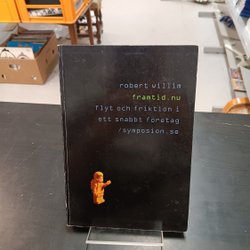 robert willim
framtid.nu
flyt och friktion i
ett snabbt företag
/symposion.se